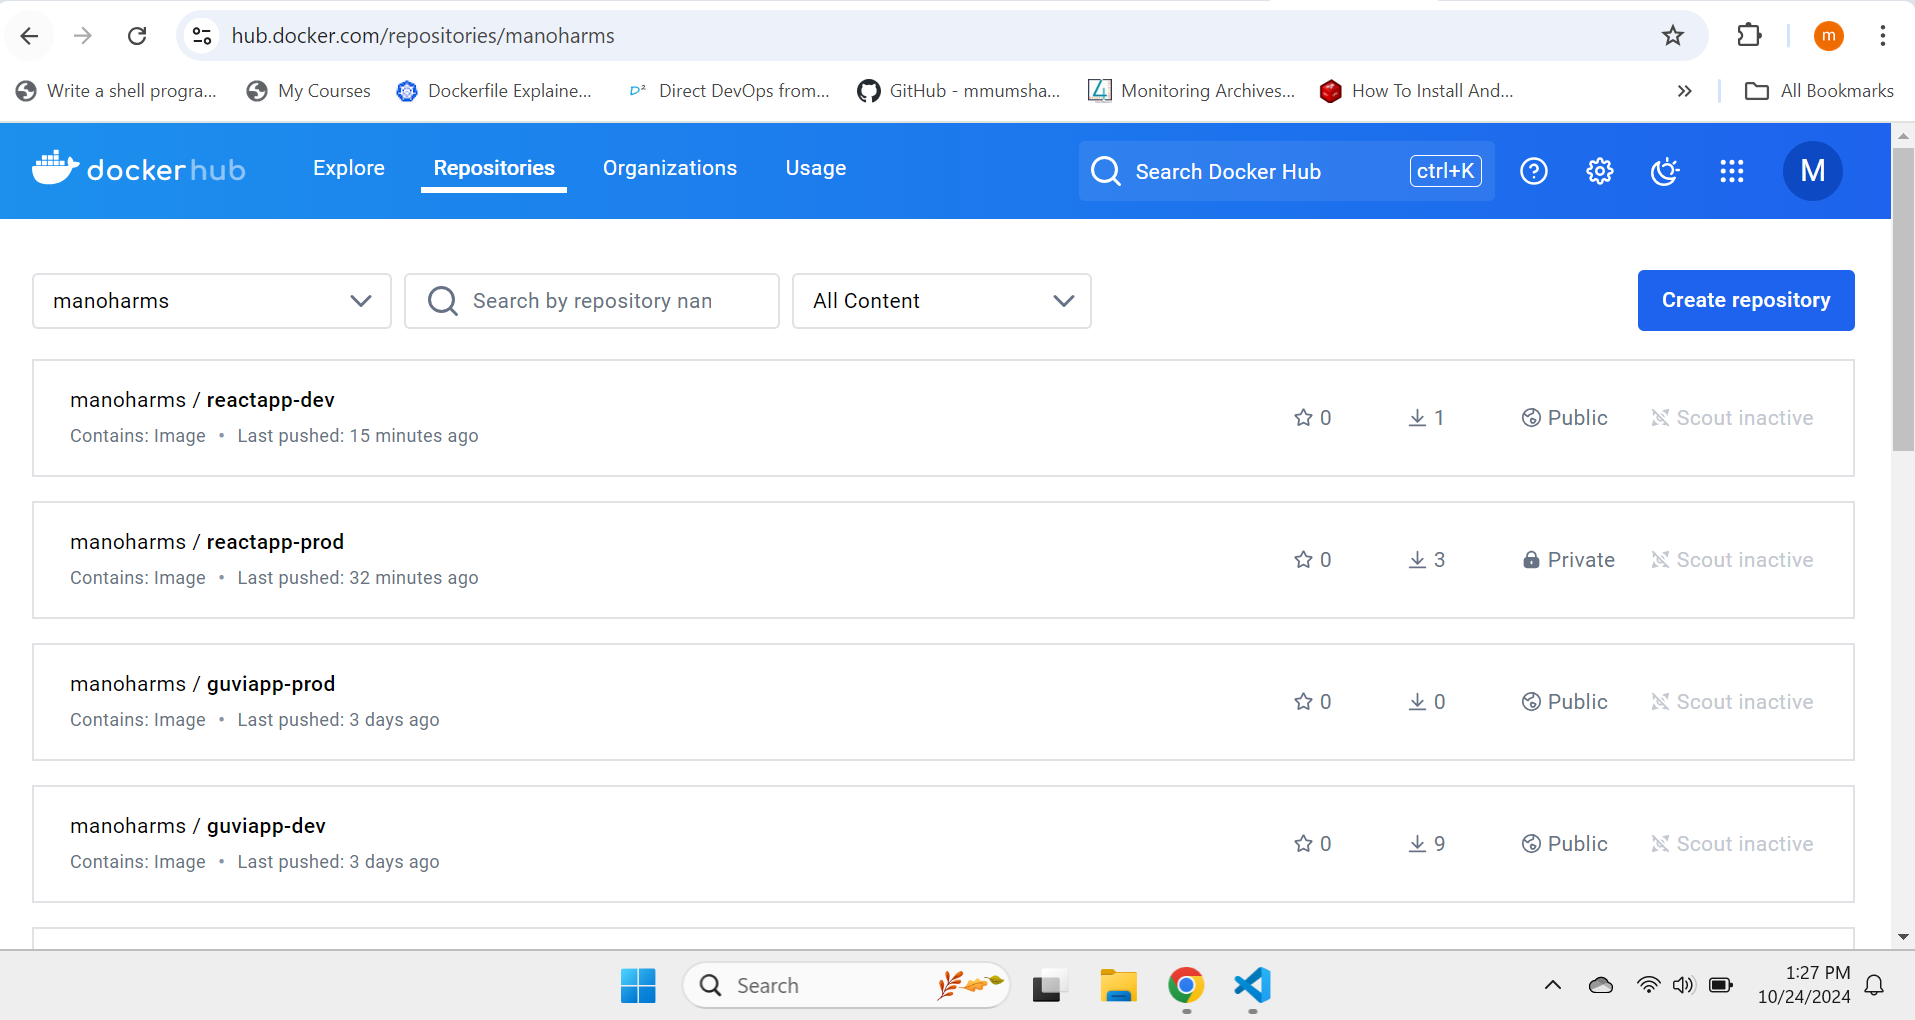 hub.docker.com/repositories/manoharms
m
Write a shell progra... My Courses Dockerfile Explaine... Direct DevOps from... GitHub - mmumsha... Monitoring Archives... How To Install And... » All Bookmarks
docker hub Explore Repositories Organizations Usage Search Docker Hub ctrl+K M
manoharms Search by repository nan All Content Create repository
manoharms / reactapp-dev
Contains: Image • Last pushed: 15 minutes ago
0 1 Public Scout inactive
manoharms / reactapp-prod
Contains: Image • Last pushed: 32 minutes ago
0 3 Private Scout inactive
manoharms / guviapp-prod
Contains: Image • Last pushed: 3 days ago
0 0 Public Scout inactive
manoharms / guviapp-dev
Contains: Image • Last pushed: 3 days ago
0 9 Public Scout inactive
Search
1:27 PM
10/24/2024